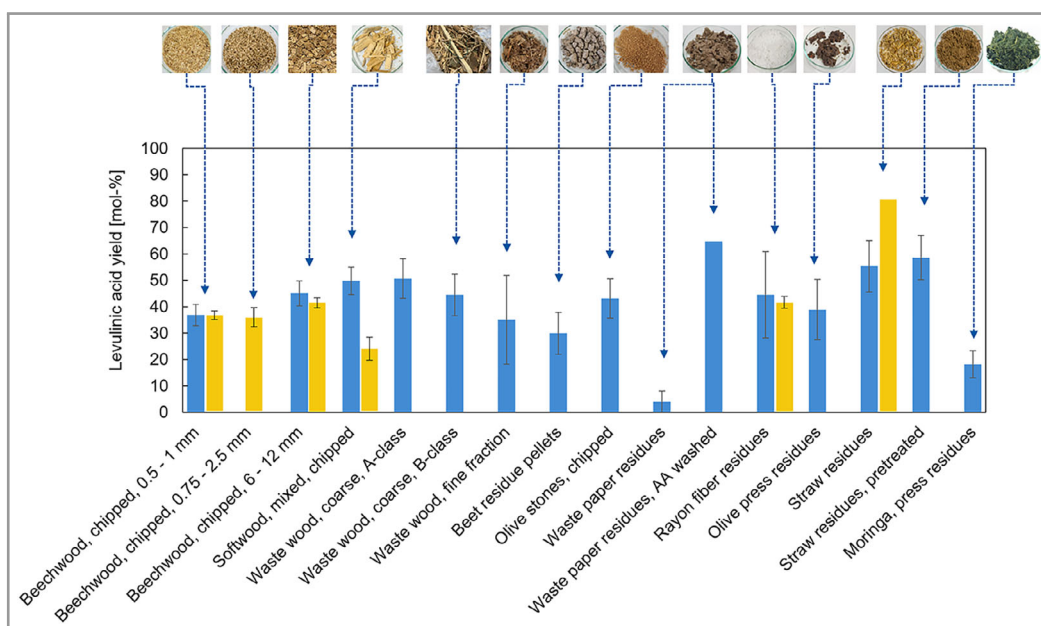 Levulinic acid yield [mol-%]
100
90
80
70
60
50
40
30
20
10
0
Beechwood, chipped, 0.5 - 1 mm
Beechwood, chipped, 0.75 - 2.5 mm
Beechwood, chipped, 6 - 12 mm
Softwood, mixed, chipped
Waste wood, coarse, A-class
Waste wood, coarse, B-class
Waste wood, fine fraction
Beet residue pellets
Olive stones, chipped
Waste paper residues
Waste paper residues, AA washed
Rayon fiber residues
Olive press residues
Straw residues
Straw residues, pretreated
Moringa, press residues